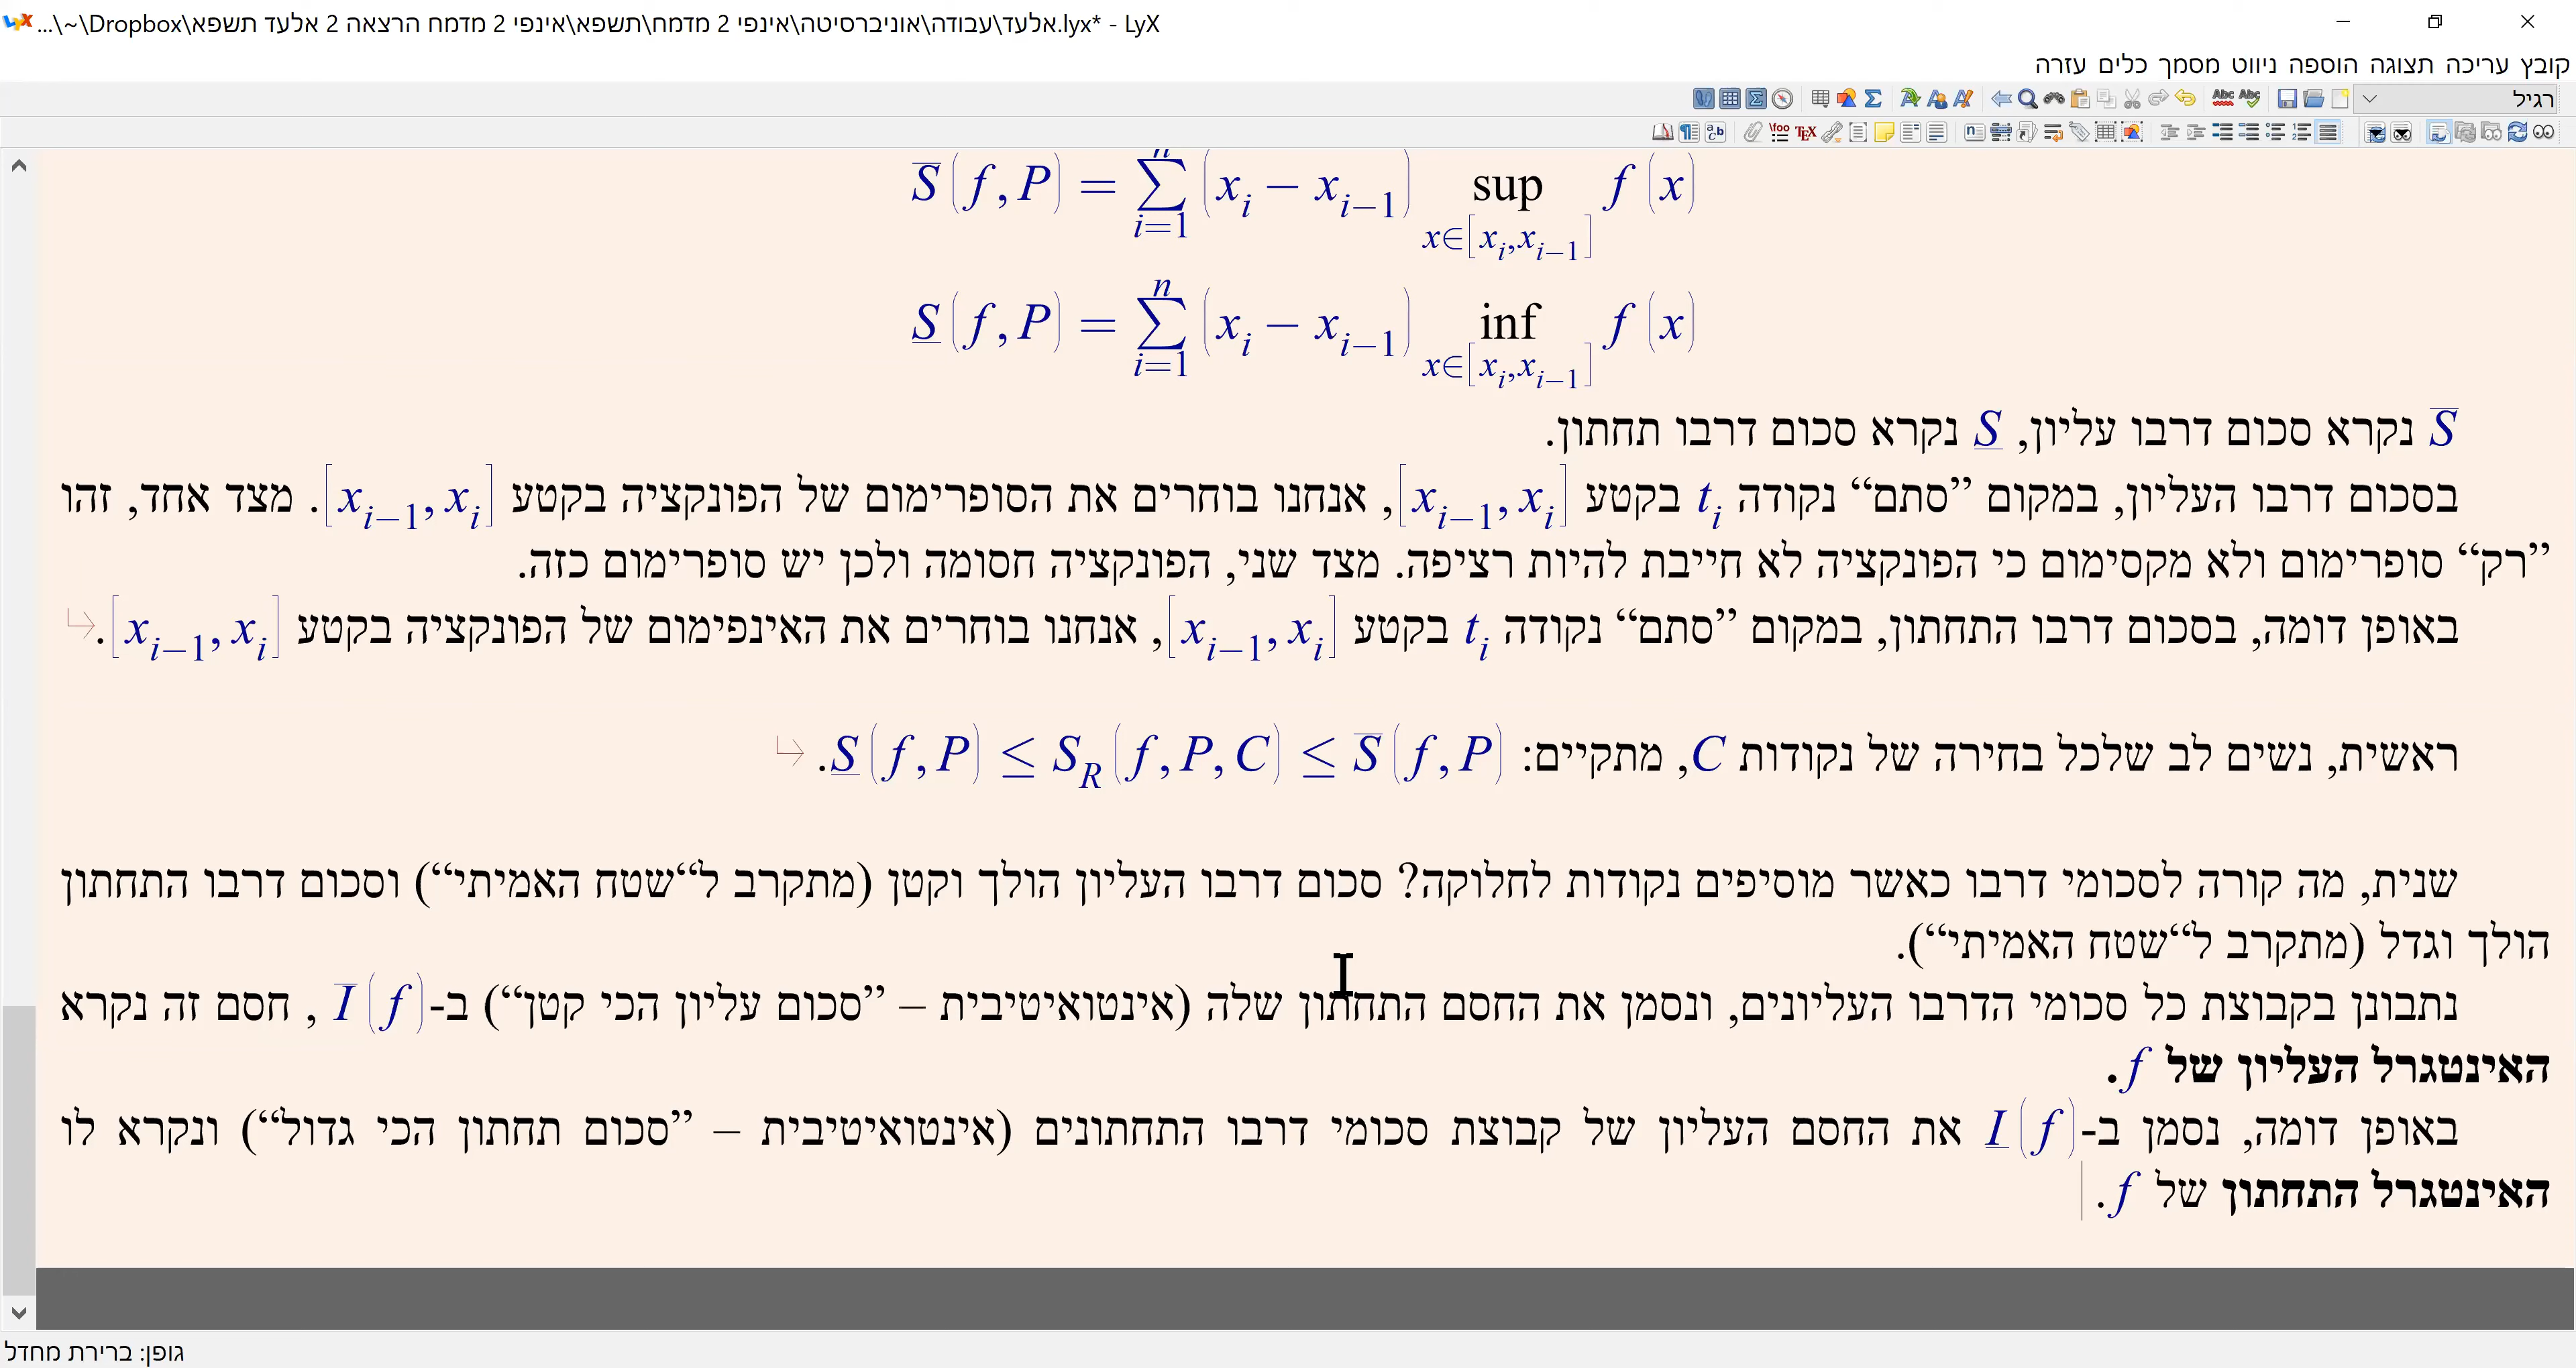 ...\~\Dropbox\אלעד\עבודה\אוניברסיטה\אינפי 2 מדמח\תשפא\אינפי 2 מדמח הרצאה 2 אלעד תשפא.lyx* - LyX
קובץ עריכה תצוגה הוספה ניווט מסמך כלים עזרה
רגיל
S̅(f,P) = ∑_{i=1}^{n} (x_i − x_{i−1}) sup_{x∈[x_i,x_{i−1}]} f(x)
S̲(f,P) = ∑_{i=1}^{n} (x_i − x_{i−1}) inf_{x∈[x_i,x_{i−1}]} f(x)
S̅ נקרא סכום דרבו עליון, S̲ נקרא סכום דרבו תחתון.
בסכום דרבו העליון, במקום ”סתם“ נקודה t_i בקטע [x_{i−1}, x_i], אנחנו בוחרים את הסופרימום של הפונקציה בקטע [x_{i−1}, x_i]. מצד אחד, זהו
”רק“ סופרימום ולא מקסימום כי הפונקציה לא חייבת להיות רציפה. מצד שני, הפונקציה חסומה ולכן יש סופרימום כזה.
באופן דומה, בסכום דרבו התחתון, במקום ”סתם“ נקודה t_i בקטע [x_{i−1}, x_i], אנחנו בוחרים את האינפימום של הפונקציה בקטע [x_{i−1}, x_i].
ראשית, נשים לב שלכל בחירה של נקודות C, מתקיים: S̲(f,P) ≤ S_R(f,P,C) ≤ S̅(f,P).
שנית, מה קורה לסכומי דרבו כאשר מוסיפים נקודות לחלוקה? סכום דרבו העליון הולך וקטן (מתקרב ל“שטח האמיתי“) וסכום דרבו התחתון
הולך וגדל (מתקרב ל“שטח האמיתי“).
נתבונן בקבוצת כל סכומי הדרבו העליונים, ונסמן את החסם התחתון שלה (אינטואיטיבית – ”סכום עליון הכי קטן“) ב-I̅(f) , חסם זה נקרא
האינטגרל העליון של f.
באופן דומה, נסמן ב-I̲(f) את החסם העליון של קבוצת סכומי דרבו התחתונים (אינטואיטיבית – ”סכום תחתון הכי גדול“) ונקרא לו
האינטגרל התחתון של f.
גופן: ברירת מחדל